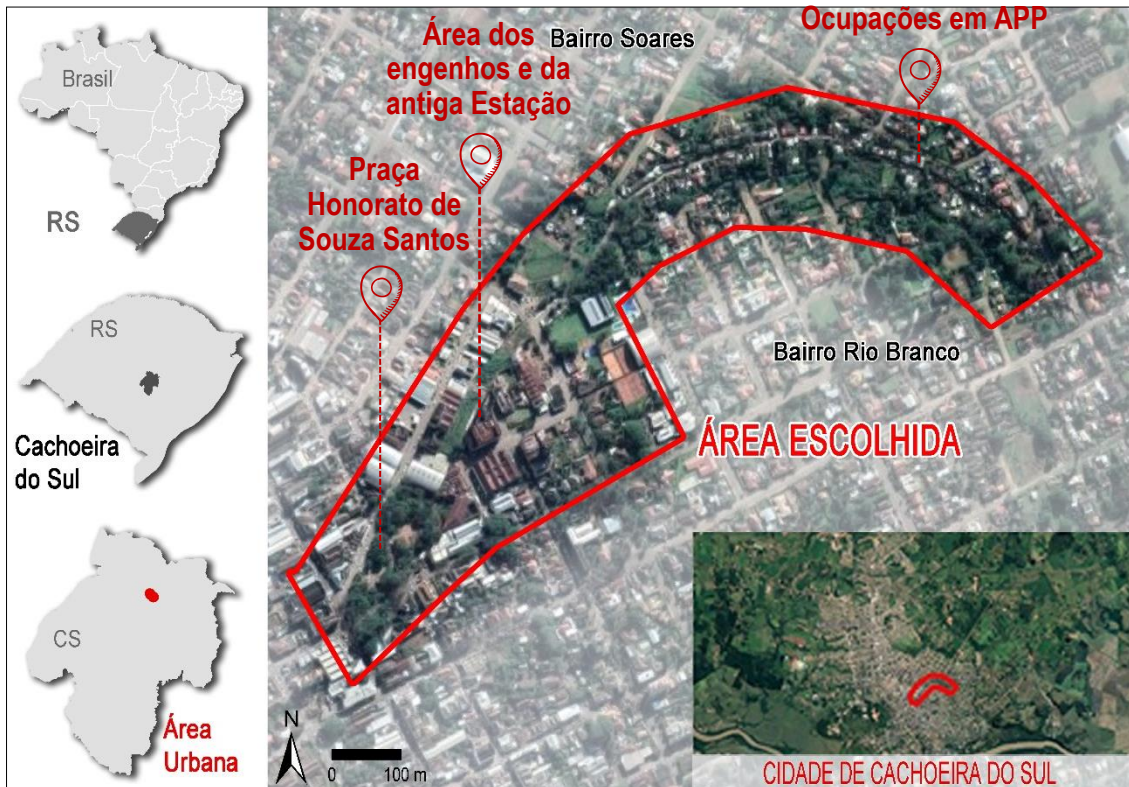 Brasil
RS
RS
Cachoeira
do Sul
CS
Área
Urbana
Ocupações em APP
Área dos
engenhos e da
antiga Estação
Bairro Soares
Praça
Honorato de
Souza Santos
Bairro Rio Branco
ÁREA ESCOLHIDA
N
0 100 m
CIDADE DE CACHOEIRA DO SUL